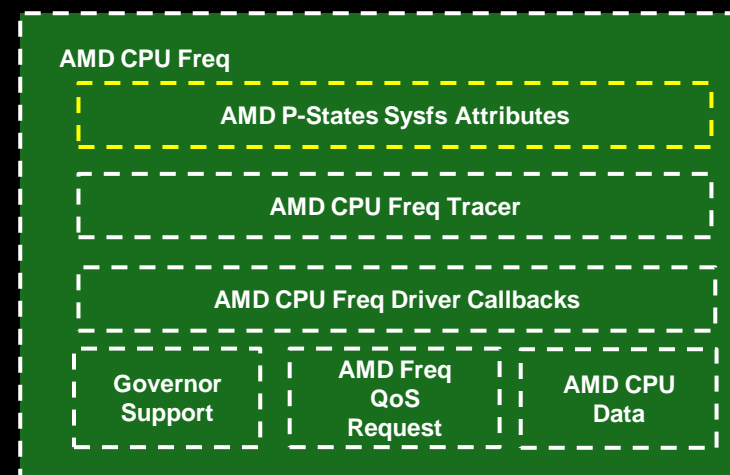 AMD CPU Freq
AMD P-States Sysfs Attributes
AMD CPU Freq Tracer
AMD CPU Freq Driver Callbacks
Governor
Support
AMD Freq
QoS
Request
AMD CPU
Data